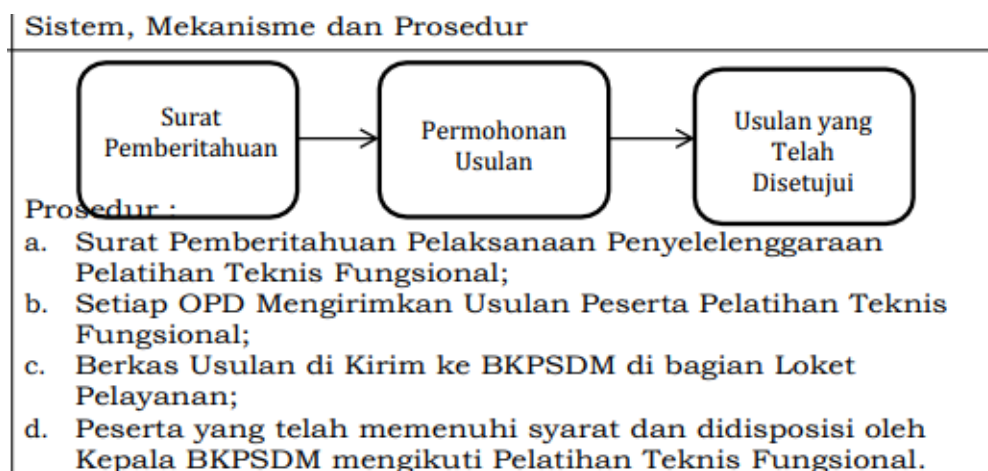 Sistem, Mekanisme dan Prosedur
Surat
Pemberitahuan
Permohonan
Usulan
Usulan yang
Telah
Disetujui
Prosedur :
a. Surat Pemberitahuan Pelaksanaan Penyelelenggaraan
Pelatihan Teknis Fungsional;
b. Setiap OPD Mengirimkan Usulan Peserta Pelatihan Teknis
Fungsional;
c. Berkas Usulan di Kirim ke BKPSDM di bagian Loket
Pelayanan;
d. Peserta yang telah memenuhi syarat dan didisposisi oleh
Kepala BKPSDM mengikuti Pelatihan Teknis Fungsional.